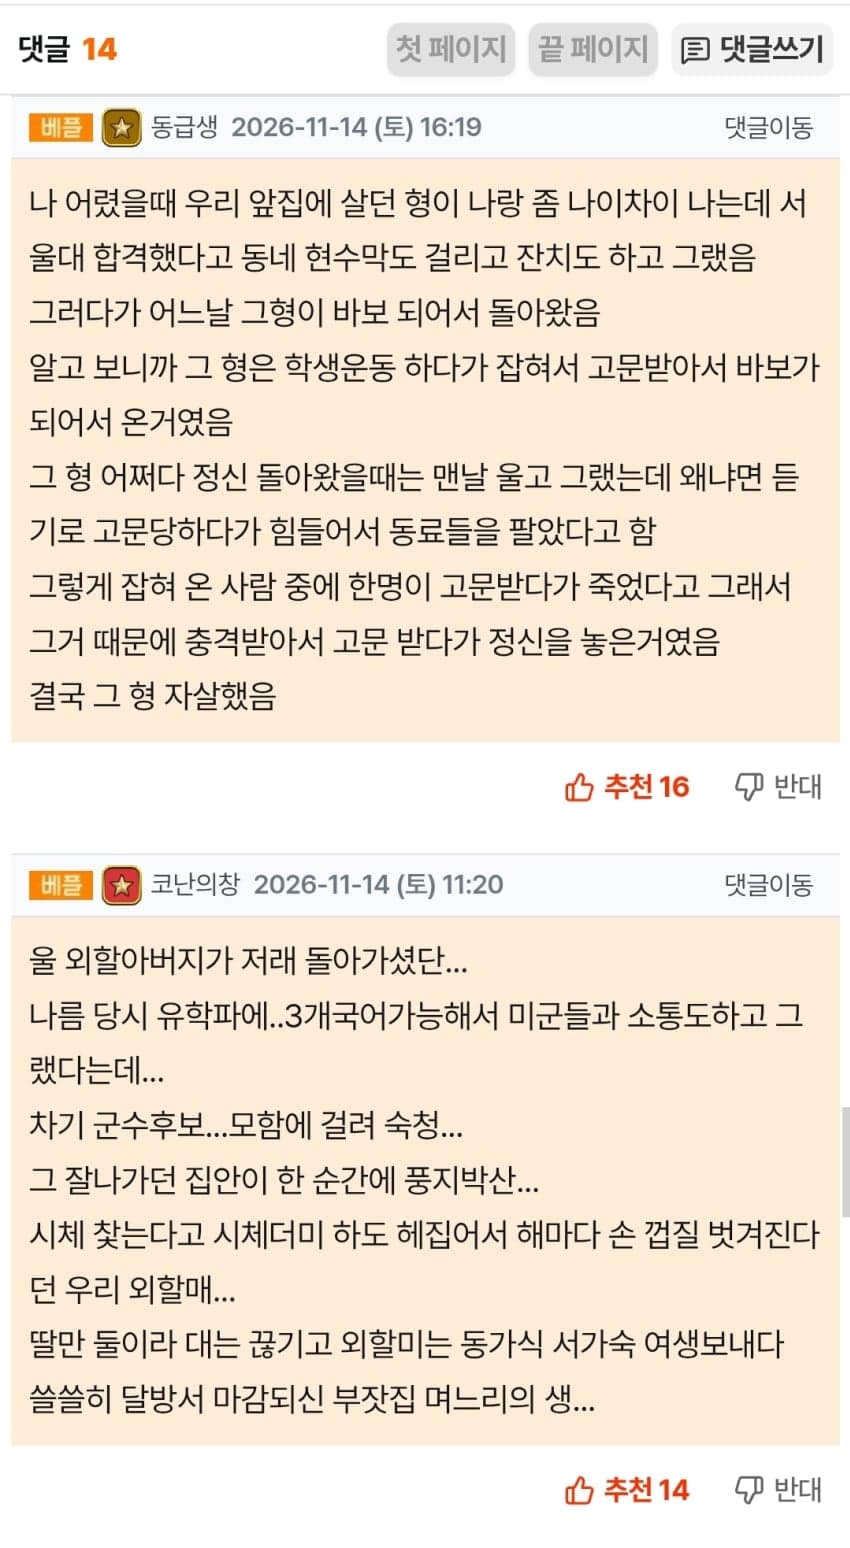 댓글 14 첫 페이지 끝 페이지 댓글쓰기
베플 동급생 2026-11-14 (토) 16:19 댓글이동
나 어렸을때 우리 앞집에 살던 형이 나랑 좀 나이차이 나는데 서
울대 합격했다고 동네 현수막도 걸리고 잔치도 하고 그랬음
그러다가 어느날 그형이 바보 되어서 돌아왔음
알고 보니까 그 형은 학생운동 하다가 잡혀서 고문받아서 바보가
되어서 온거였음
그 형 어쩌다 정신 돌아왔을때는 맨날 울고 그랬는데 왜냐면 듣
기로 고문당하다가 힘들어서 동료들을 팔았다고 함
그렇게 잡혀 온 사람 중에 한명이 고문받다가 죽었다고 그래서
그거 때문에 충격받아서 고문 받다가 정신을 놓은거였음
결국 그 형 자살했음
추천 16 반대
베플 코난의창 2026-11-14 (토) 11:20 댓글이동
울 외할아버지가 저래 돌아가셨단...
나름 당시 유학파에..3개국어가능해서 미군들과 소통도하고 그
랬다는데...
차기 군수후보...모함에 걸려 숙청...
그 잘나가던 집안이 한 순간에 풍지박산...
시체 찾는다고 시체더미 하도 헤집어서 해마다 손 껍질 벗겨진다
던 우리 외할매...
딸만 둘이라 대는 끊기고 외할미는 동가식 서가숙 여생보내다
쓸쓸히 달방서 마감되신 부잣집 며느리의 생...
추천 14 반대